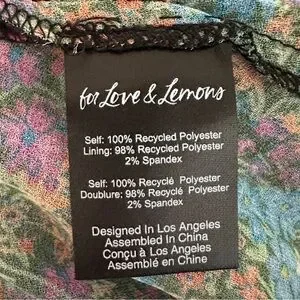 for Love & Lemons
Self: 100% Recycled Polyester
Lining: 98% Recycled Polyester
2% Spandex
Self: 100% Recyclé Polyester
Doublure: 98% Recyclé Polyester
2% Spandex
Designed In Los Angeles
Assembled In China
Conçu à Los Angeles
Assemblé en Chine